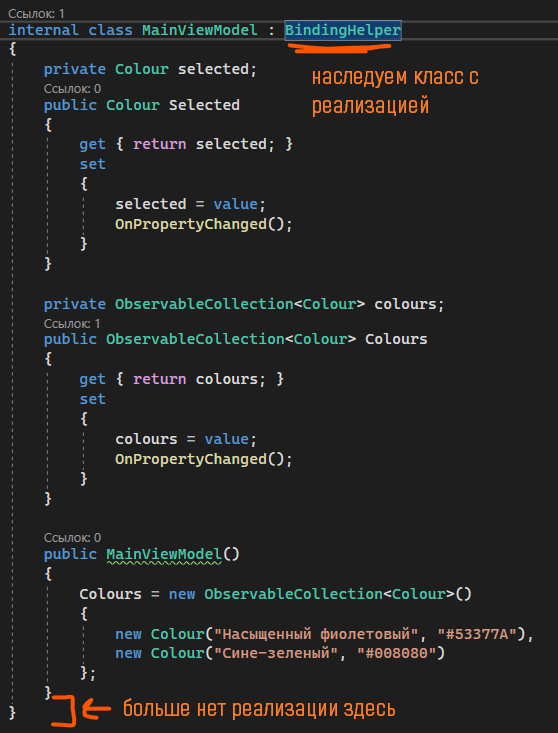 Ссылок: 1
internal class MainViewModel : BindingHelper
{
private Colour selected;
наследуем класс с
реализацией
Ссылок: 0
public Colour Selected
{
get { return selected; }
set
{
selected = value;
OnPropertyChanged();
}
}
private ObservableCollection<Colour> colours;
Ссылок: 1
public ObservableCollection<Colour> Colours
{
get { return colours; }
set
{
colours = value;
OnPropertyChanged();
}
}
Ссылок: 0
public MainViewModel()
{
Colours = new ObservableCollection<Colour>()
{
new Colour("Насыщенный фиолетовый", "#53377A"),
new Colour("Сине-зеленый", "#008080")
};
}
больше нет реализации здесь
}